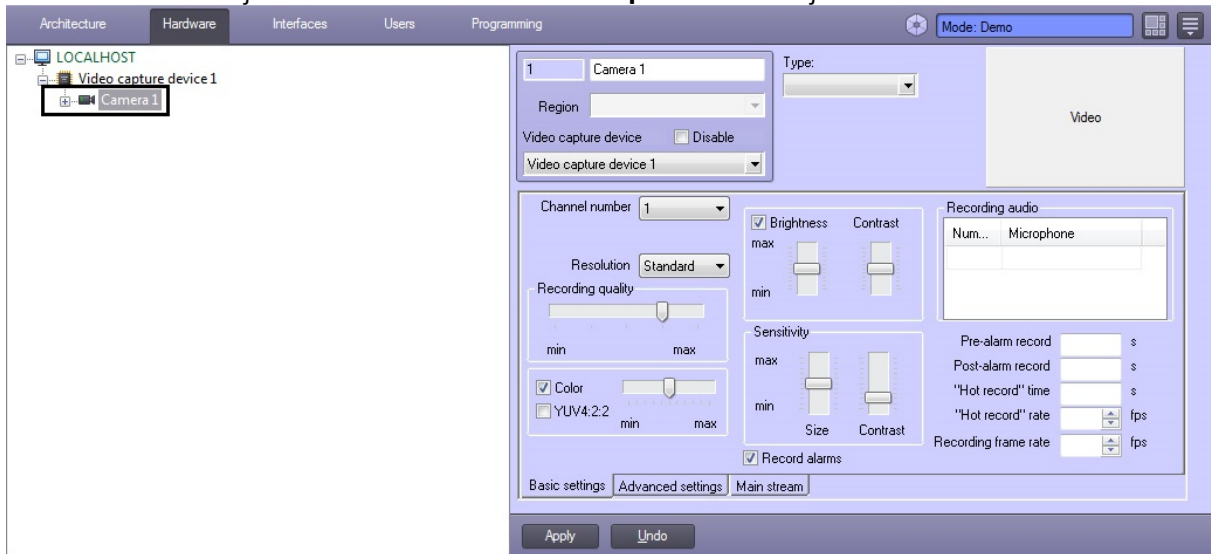 Architecture Hardware Interfaces Users Programming Mode: Demo
LOCALHOST
Video capture device 1
Camera 1
1 Camera 1
Region
Video capture device Disable
Video capture device 1
Type:
Video
Channel number 1
Resolution Standard
Recording quality
min max
Color
YUV4:2:2
min max
Brightness Contrast
max
min
Sensitivity
max
min
Size Contrast
Record alarms
Recording audio
Num... Microphone
Pre-alarm record s
Post-alarm record s
"Hot record" time s
"Hot record" rate fps
Recording frame rate fps
Basic settings Advanced settings Main stream
Apply Undo